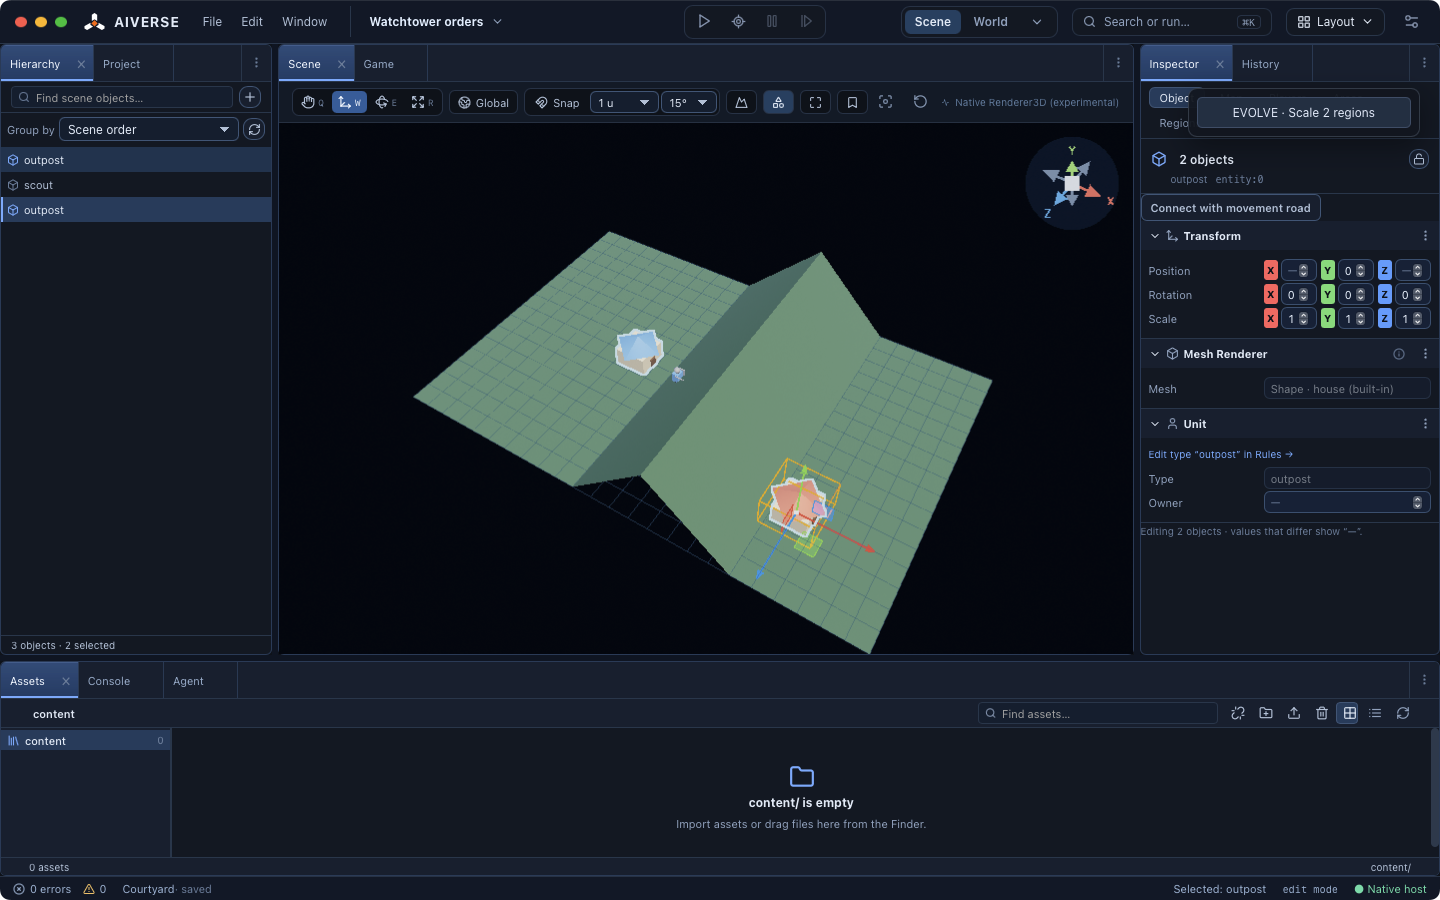 AIVERSE File Edit Window Watchtower orders Scene World Search or run... ⌘K Layout
Hierarchy Project
Find scene objects...
Group by Scene order
outpost
scout
outpost
3 objects · 2 selected
Scene Game
Q W E R Global Snap 1 u 15° Native Renderer3D (experimental)
Y
X
Z
Inspector History
EVOLVE · Scale 2 regions
2 objects
outpost entity:0
Connect with movement road
Transform
Position X — Y 0 Z —
Rotation X 0 Y 0 Z 0
Scale X 1 Y 1 Z 1
Mesh Renderer
Mesh Shape · house (built-in)
Unit
Edit type “outpost” in Rules →
Type outpost
Owner —
Editing 2 objects · values that differ show “—”.
Assets Console Agent
content Find assets...
content 0
content/ is empty
Import assets or drag files here from the Finder.
0 assets content/
0 errors 0 Courtyard · saved Selected: outpost edit mode Native host